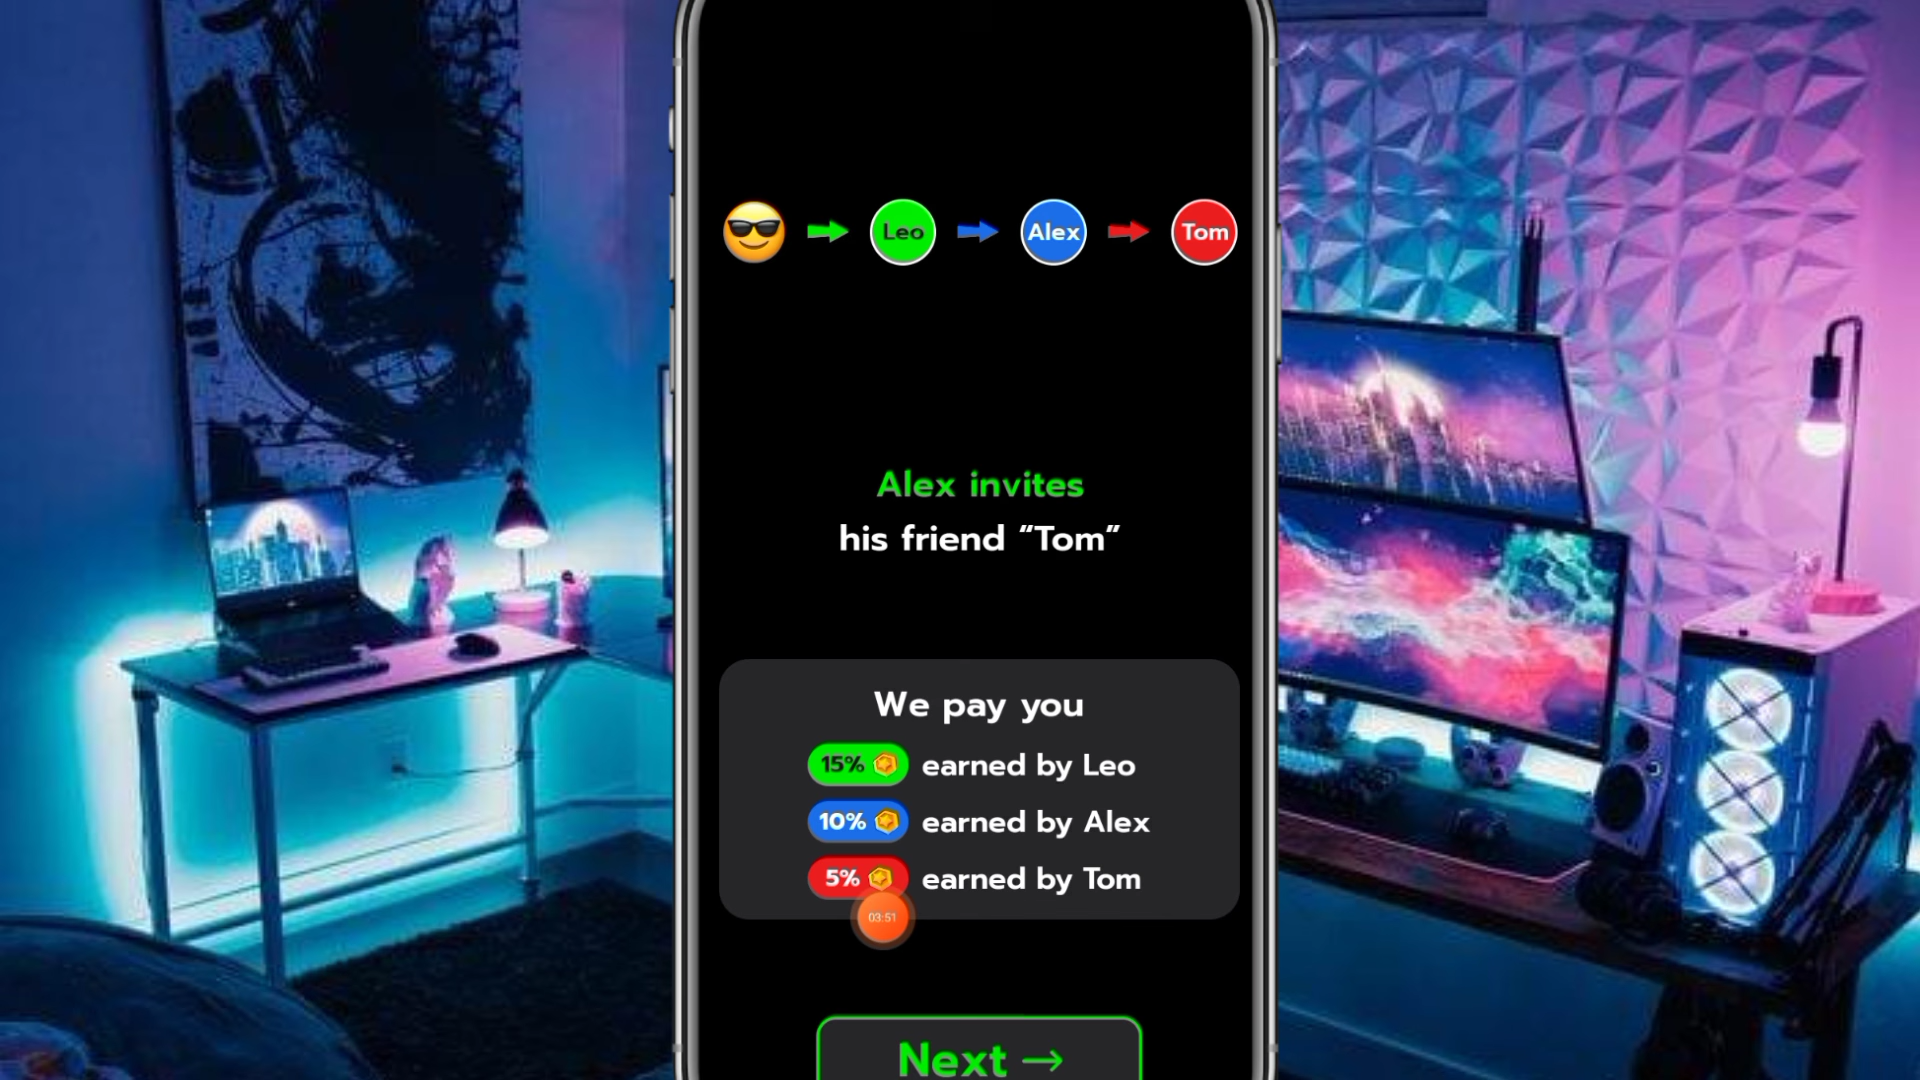 Leo
Alex
Tom
Alex invites
his friend “Tom”
We pay you
15% earned by Leo
10% earned by Alex
5% earned by Tom
03:51
Next →